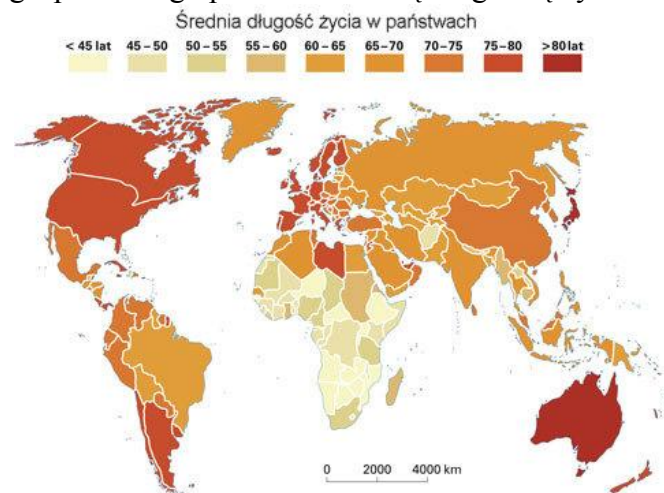 Średnia długość życia w państwach
< 45 lat 45–50 50–55 55–60 60–65 65–70 70–75 75–80 >80 lat
0 2000 4000 km